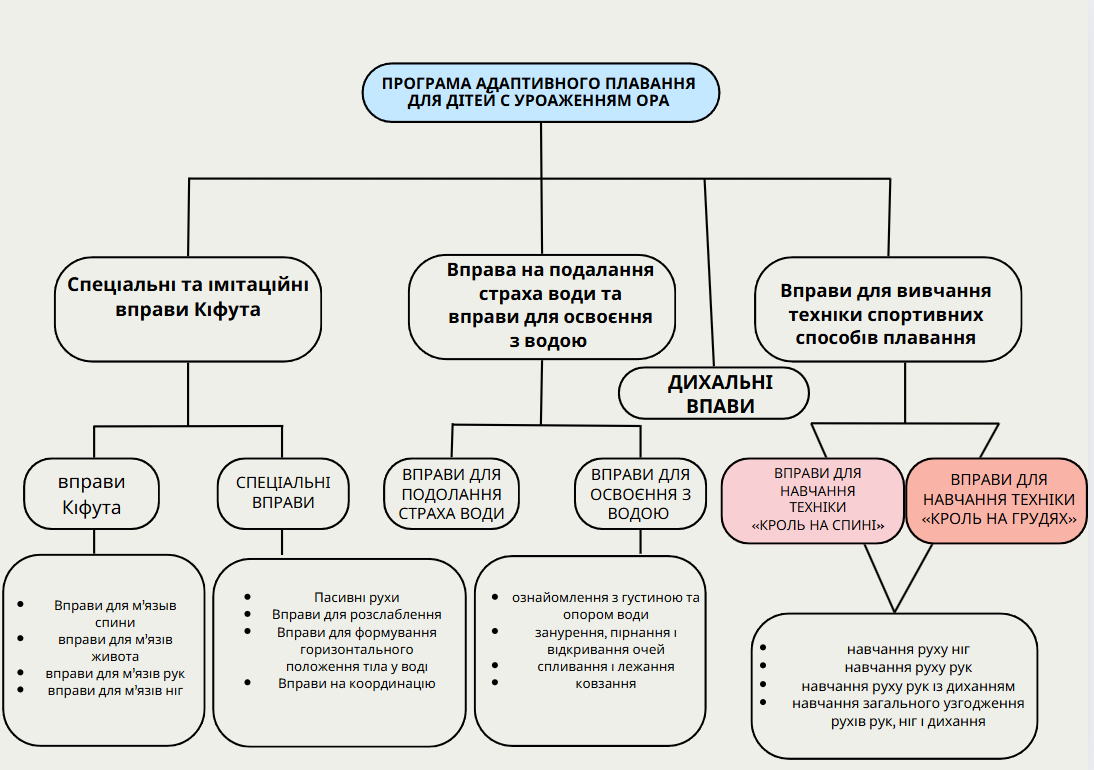 ПРОГРАМА АДАПТИВНОГО ПЛАВАННЯ
ДЛЯ ДІТЕЙ С УРОАЖЕННЯМ ОРА
Спеціальні та імітаційні
вправи Кіфута
Вправа на подалання
страха води та
вправи для освоєння
з водою
ДИХАЛЬНІ
ВПАВИ
Вправи для вивчання
техніки спортивних
способів плавання
вправи
Кіфута
СПЕЦІАЛЬНІ
ВПРАВИ
ВПРАВИ ДЛЯ
ПОДОЛАННЯ
СТРАХА ВОДИ
ВПРАВИ ДЛЯ
ОСВОЄННЯ З
ВОДОЮ
ВПРАВИ ДЛЯ
НАВЧАННЯ
ТЕХНІКИ
«КРОЛЬ НА СПИНІ»
ВПРАВИ ДЛЯ
НАВЧАННЯ ТЕХНІКИ
«КРОЛЬ НА ГРУДЯХ»
• Вправи для м'языв
спини
• вправи для м'язів
живота
• вправи для м'язів рук
• вправи для м'язів ніг
• Пасивні рухи
• Вправи для розслаблення
• Вправи для формування
горизонтального
положення тіла у воді
• Вправи на координацію
• ознайомлення з густиною та
опором води
• занурення, пірнання і
відкривання очей
• спливання і лежання
• ковзання
• навчання руху ніг
• навчання руху рук
• навчання руху рук із диханням
• навчання загального узгодження
рухів рук, ніг і дихання